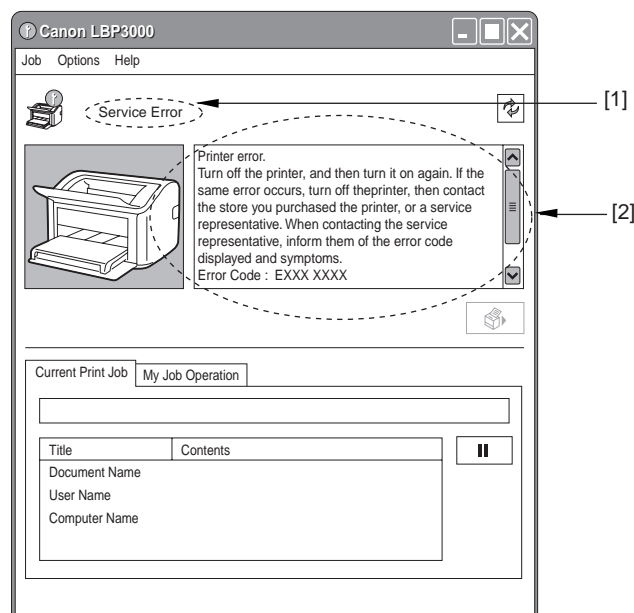 Canon LBP3000
Job Options Help
Service Error
[1]
Printer error.
Turn off the printer, and then turn it on again. If the
same error occurs, turn off theprinter, then contact
the store you purchased the printer, or a service
representative. When contacting the service
representative, inform them of the error code
displayed and symptoms.
Error Code : EXXX XXXX
[2]
Current Print Job My Job Operation
Title Contents
Document Name
User Name
Computer Name